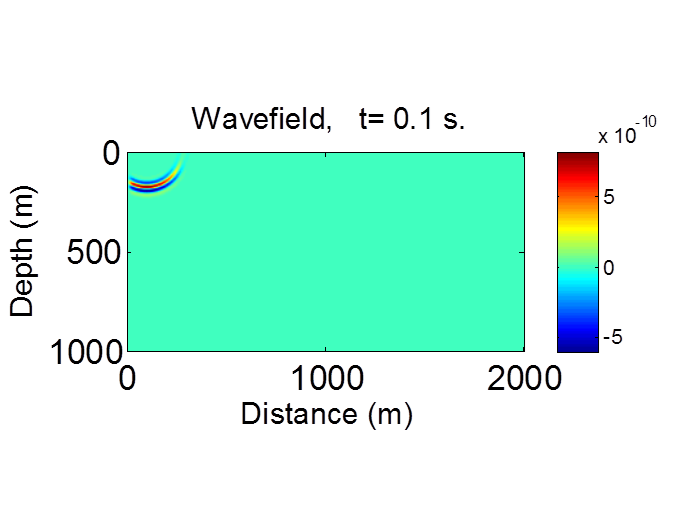 Wavefield,   t= 0.1 s.
x 10-10
0
500
1000
Depth (m)
0
1000
2000
Distance (m)
5
0
-5